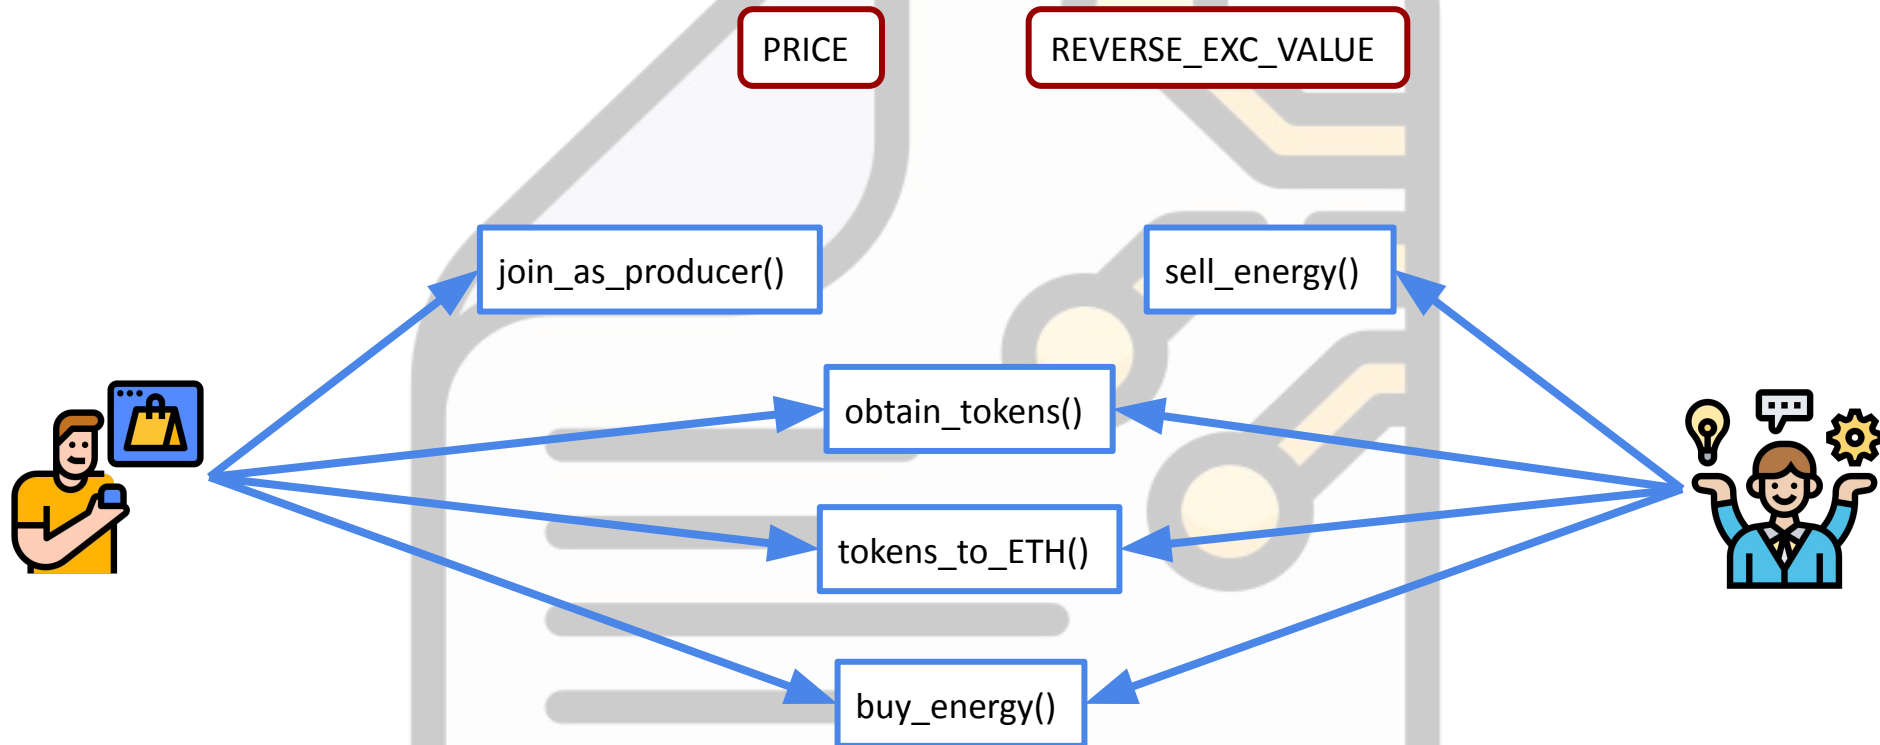 PRICE
REVERSE_EXC_VALUE
join_as_producer()
sell_energy()
obtain_tokens()
tokens_to_ETH()
buy_energy()